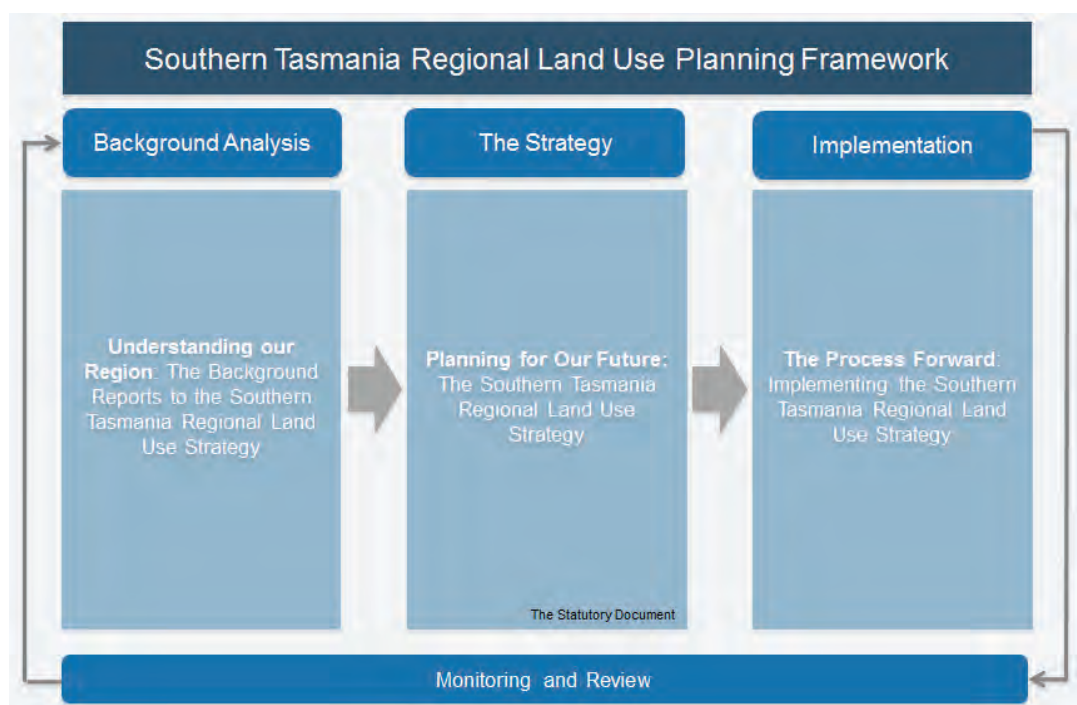 Southern Tasmania Regional Land Use Planning Framework
Background Analysis
The Strategy
Implementation
Understanding our
Region: The Background
Reports to the Southern
Tasmania Regional Land
Use Strategy
Planning for Our Future:
The Southern Tasmania
Regional Land Use
Strategy
The Statutory Document
The Process Forward:
Implementing the Southern
Tasmania Regional Land
Use Strategy
Monitoring and Review